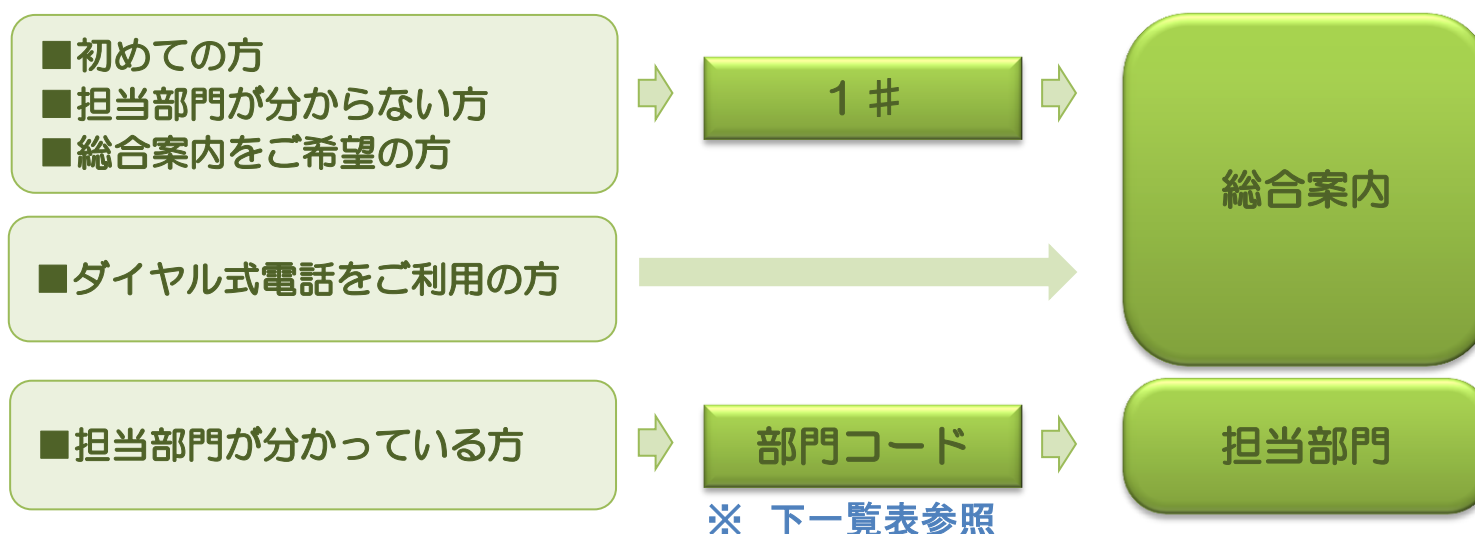 ■初めての方
■担当部門が分からない方
■総合案内をご希望の方
１＃
総合案内
■ダイヤル式電話をご利用の方
■担当部門が分かっている方
部門コード
担当部門
※　下一覧表参照